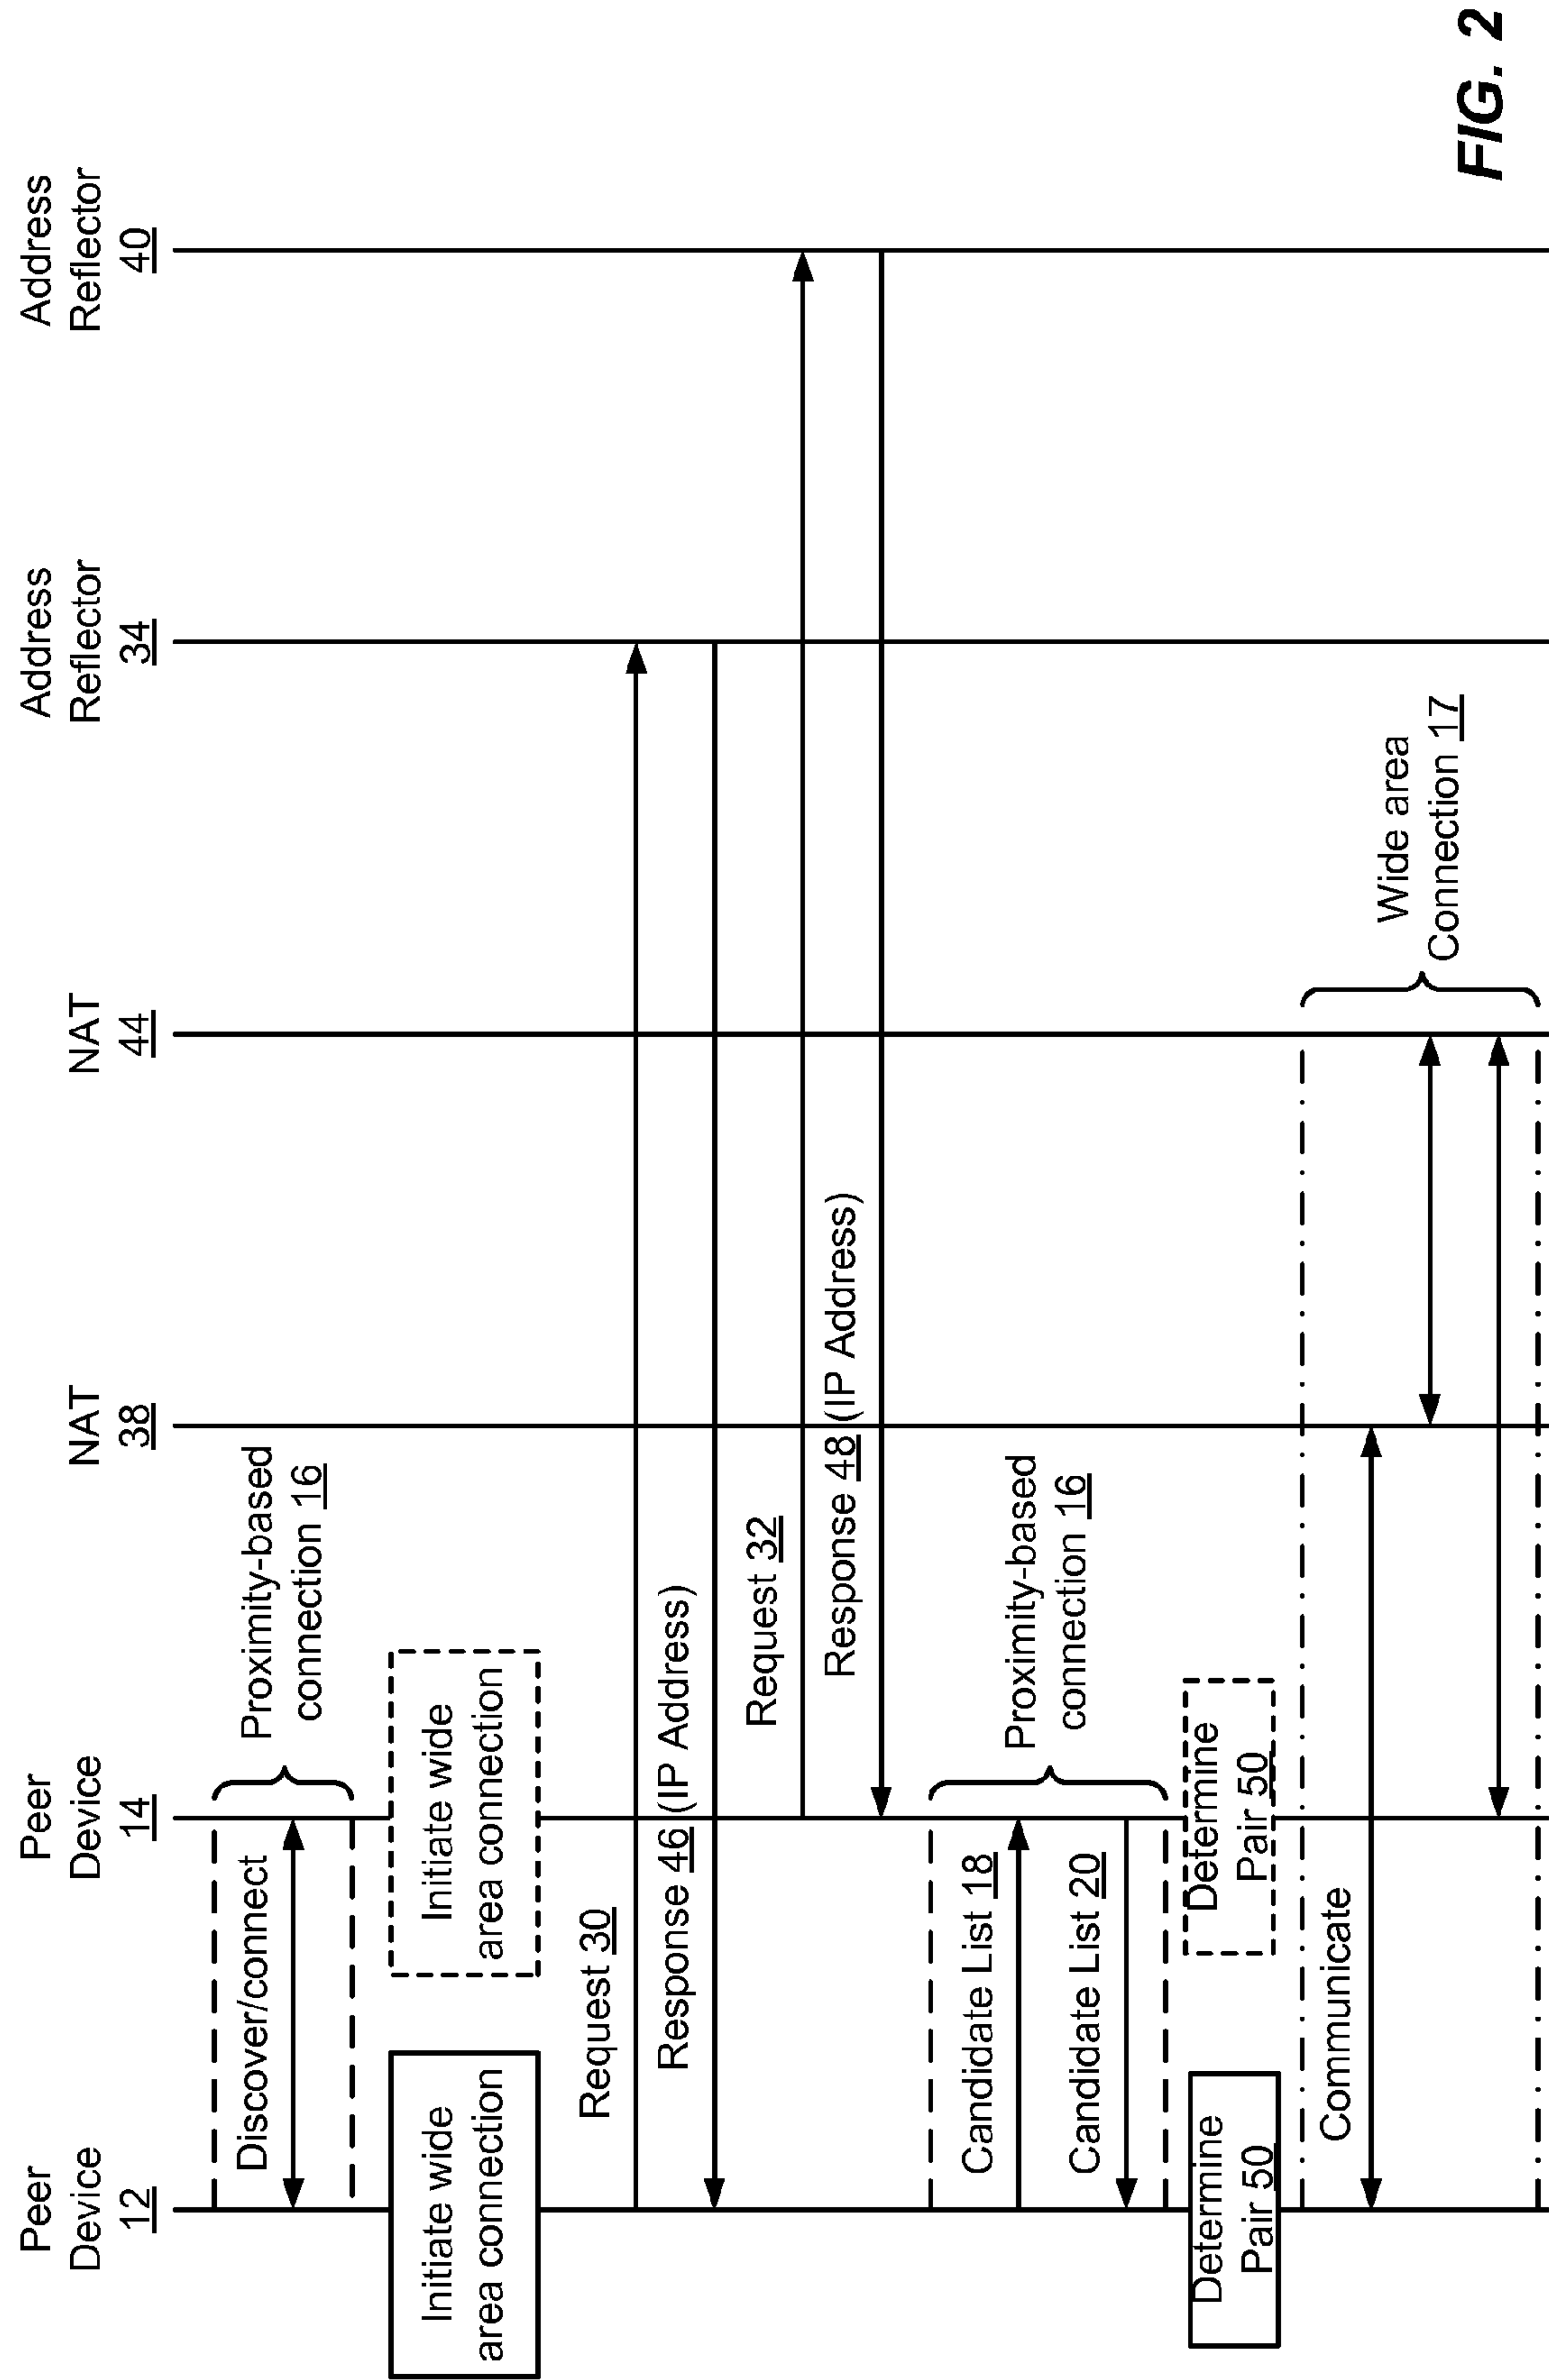 Peer
Device
12
Peer
Device
14
NAT
38
NAT
44
Address
Reflector
34
Address
Reflector
40
Discover/connect
Proximity-based
connection 16
Initiate wide
area connection
Initiate wide
area connection
Request 30
Response 46 (IP Address)
Request 32
Response 48 (IP Address)
Candidate List 18
Candidate List 20
Proximity-based
connection 16
Determine
Pair 50
Determine
Pair 50
Communicate
Wide area
Connection 17
FIG. 2